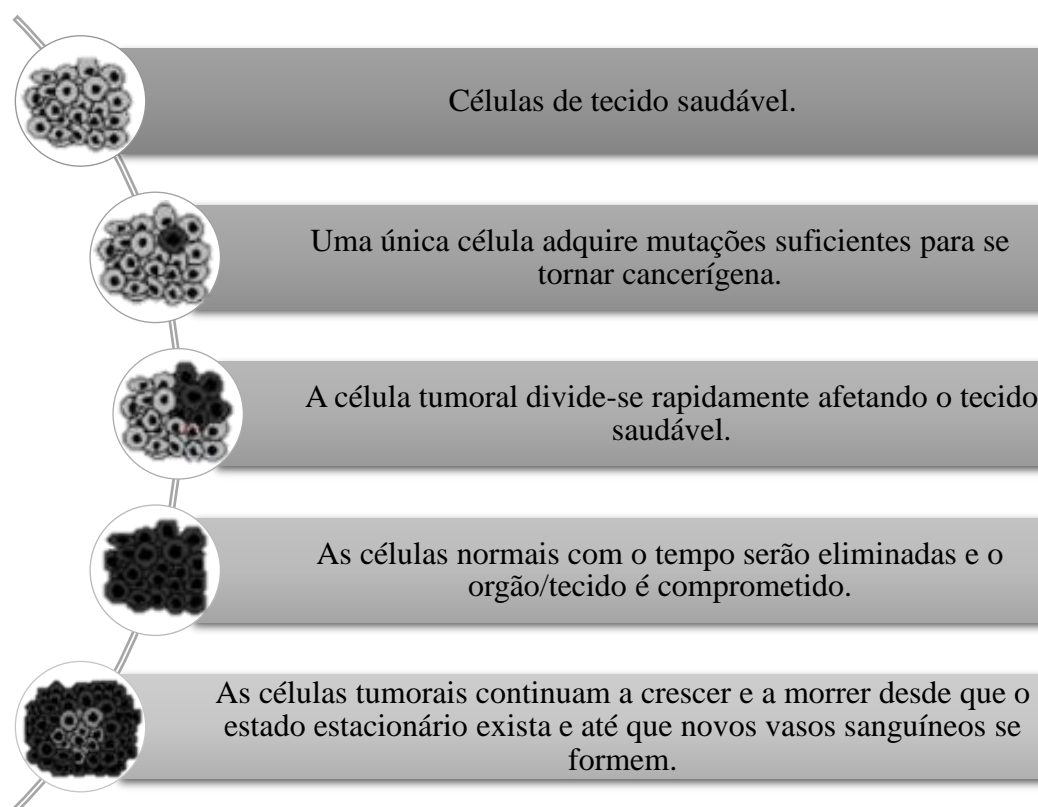 Células de tecido saudável.
Uma única célula adquire mutações suficientes para se
tornar cancerígena.
A célula tumoral divide-se rapidamente afetando o tecido
saudável.
As células normais com o tempo serão eliminadas e o
orgão/tecido é comprometido.
As células tumorais continuam a crescer e a morrer desde que o
estado estacionário exista e até que novos vasos sanguíneos se
formem.